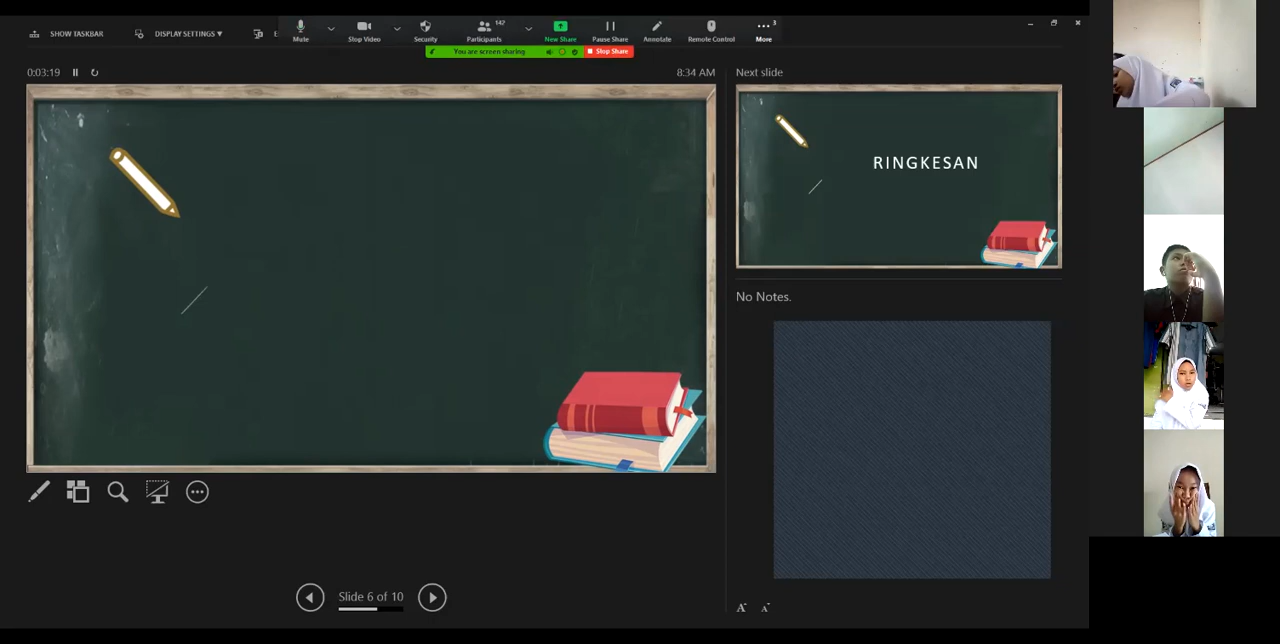 SHOW TASKBAR
DISPLAY SETTINGS ▼
E
Mute
Stop Video
Security
Participants
147
New Share
Pause Share
Annotate
Remote Control
More
3
You are screen sharing
Stop Share
0:03:19
8:34 AM
Next slide
RINGKESAN
No Notes.
Slide 6 of 10
A A